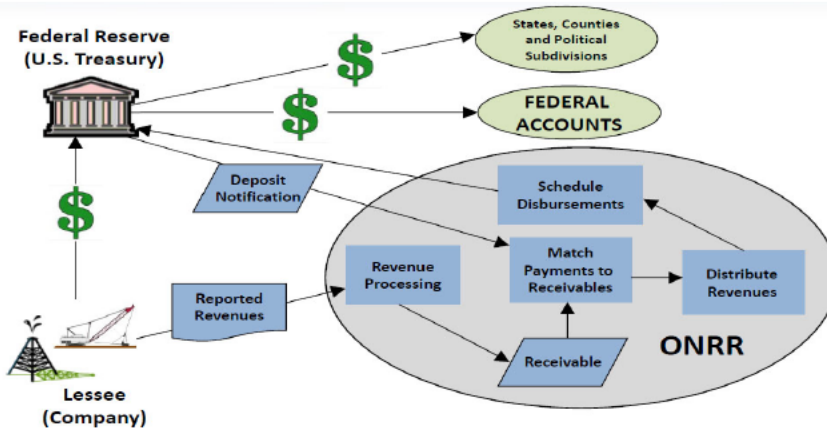 Federal Reserve
(U.S. Treasury)
$
States, Counties
and Political
Subdivisions
$
FEDERAL
ACCOUNTS
$
Deposit
Notification
Schedule
Disbursements
Revenue
Processing
Match
Payments to
Receivables
Distribute
Revenues
Reported
Revenues
Receivable
ONRR
Lessee
(Company)